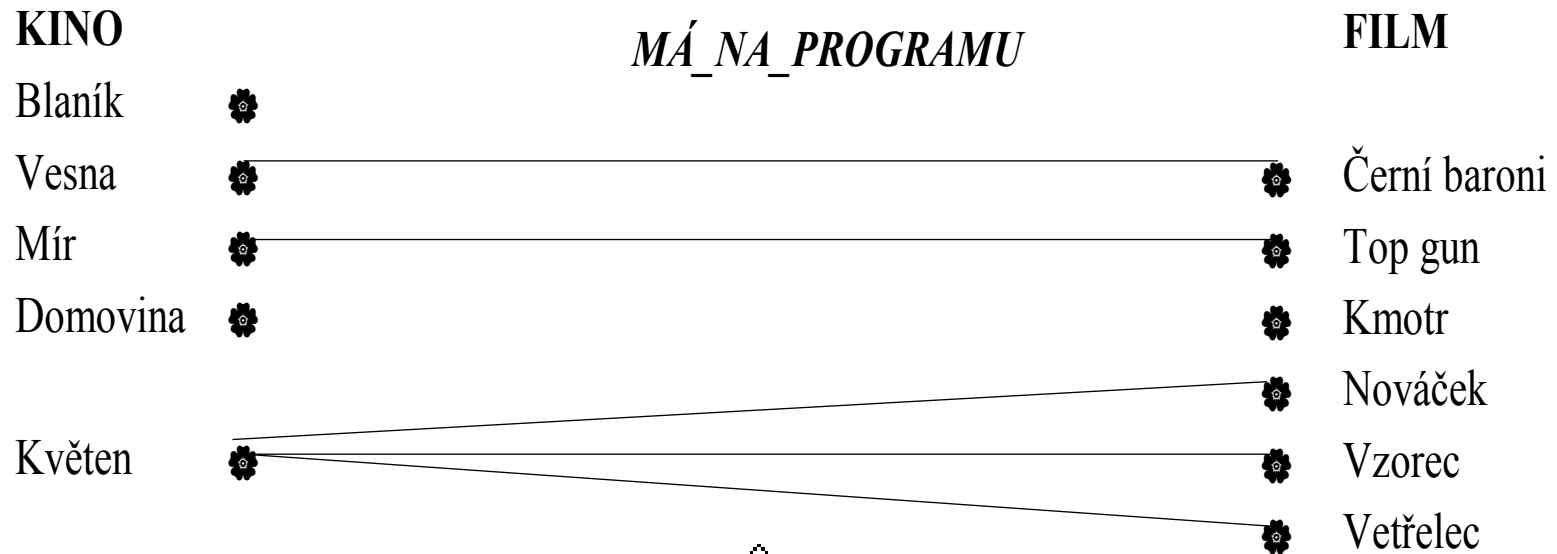 KINO
MÁ_NA_PROGRAMU
FILM
Blaník
Vesna
Černí baroni
Mír
Top gun
Domovina
Kmotr
Nováček
Květen
Vzorec
Vetřelec